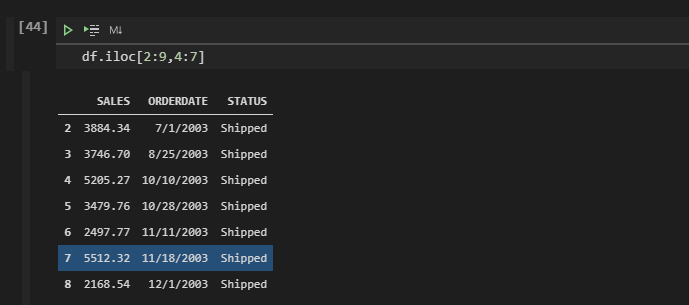 [44]
M↓
df.iloc[2:9,4:7]
SALES ORDERDATE STATUS
2 3884.34 7/1/2003 Shipped
3 3746.70 8/25/2003 Shipped
4 5205.27 10/10/2003 Shipped
5 3479.76 10/28/2003 Shipped
6 2497.77 11/11/2003 Shipped
7 5512.32 11/18/2003 Shipped
8 2168.54 12/1/2003 Shipped